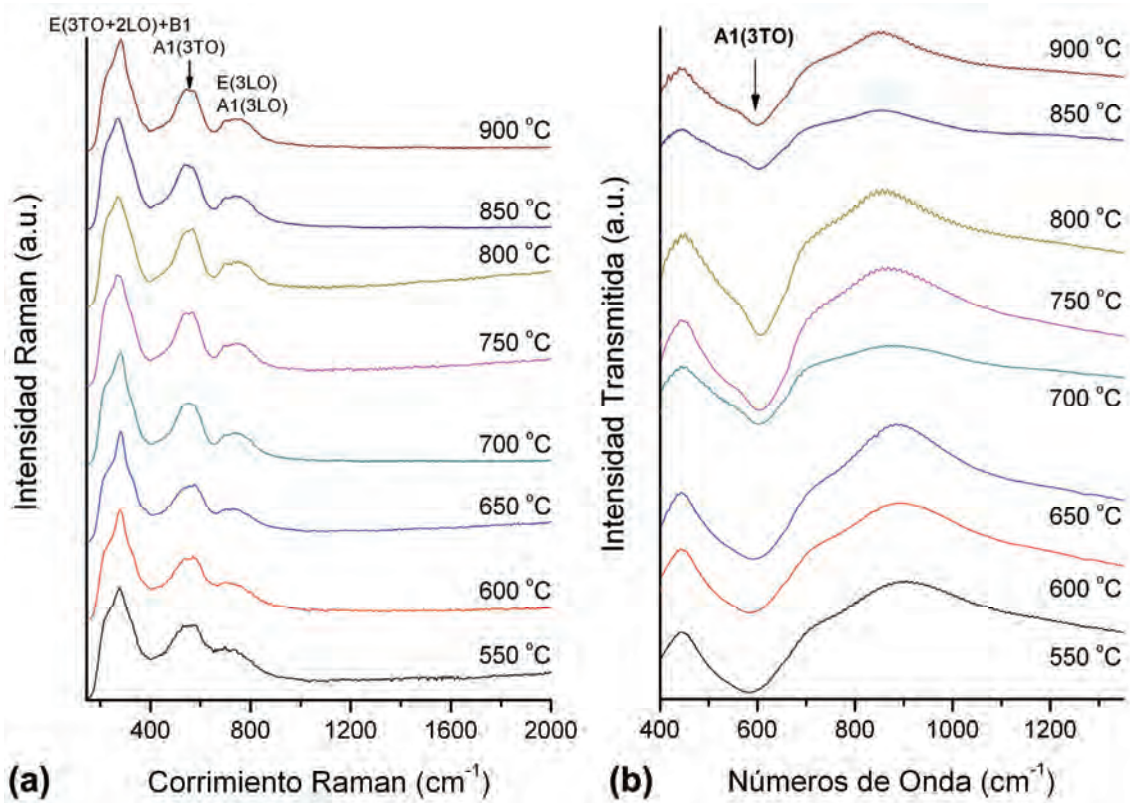 E(3TO+2LO)+B1
A1(3TO)
E(3LO)
A1(3LO)
900 °C
850 °C
800 °C
750 °C
700 °C
650 °C
600 °C
550 °C
Intensidad Raman (a.u.)
400 800 1200 1600 2000
(a) Corrimiento Raman (cm⁻¹)
A1(3TO)
900 °C
850 °C
800 °C
750 °C
700 °C
650 °C
600 °C
550 °C
Intensidad Transmitida (a.u.)
400 600 800 1000 1200
(b) Números de Onda (cm⁻¹)